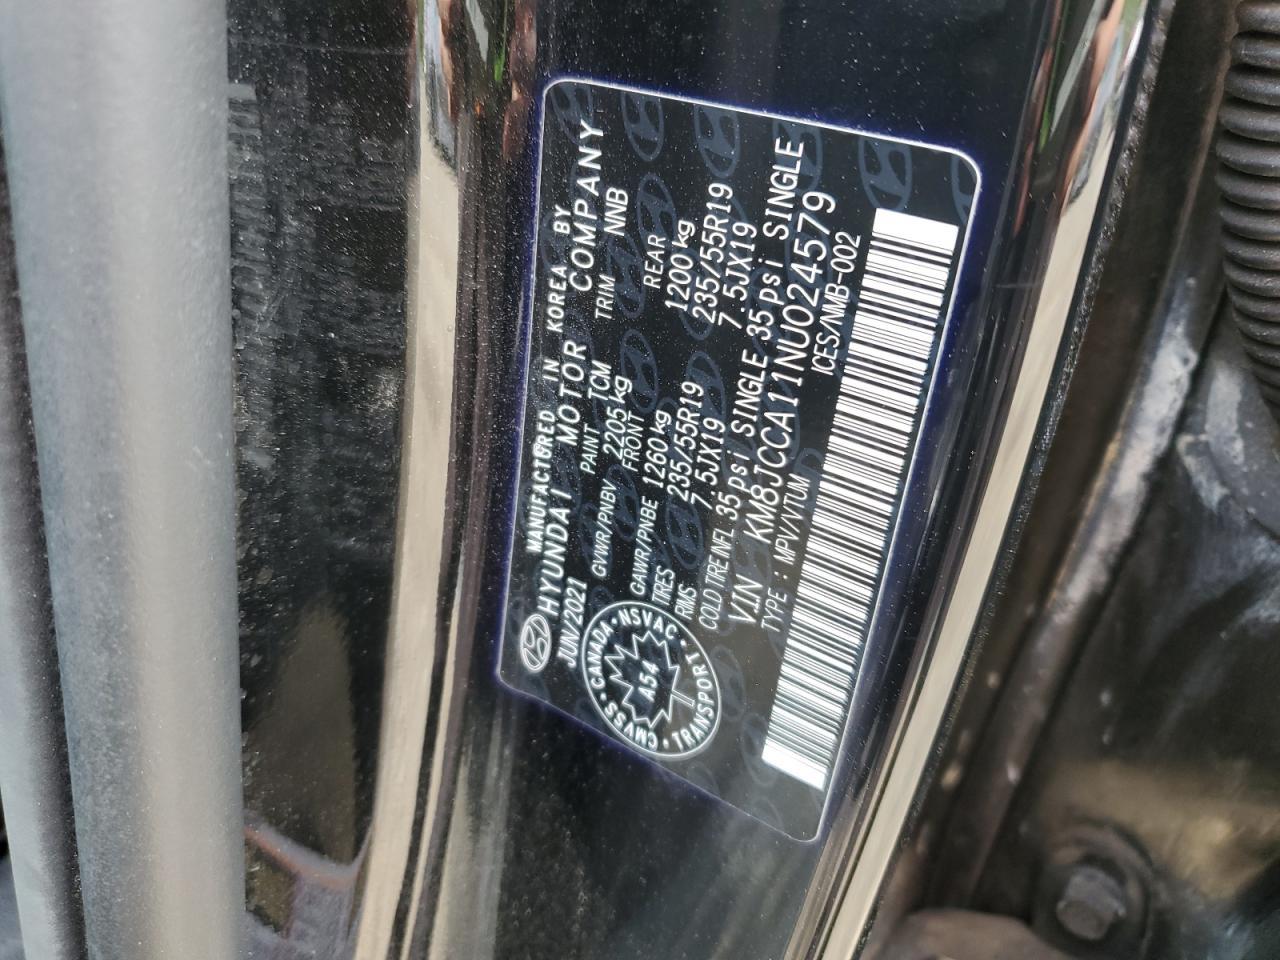 MANUFACTURED IN KOREA BY
HYUNDAI MOTOR COMPANY
JUN/2021 PAINT TCM TRIM NNB
GVWR/PNBV 2205 kg
FRONT REAR
GAWR/PNBE 1260 kg 1200 kg
TIRES 235/55R19 235/55R19
RIMS 7.5JX19 7.5JX19
COLD TIRE INFL 35 psi SINGLE 35 psi SINGLE
VIN KM8JCCA11NU024579
TYPE : MPV/VTUM ICES/NMB-002
CANADA · NSVAC · TRANSPORT · CMVSS ·
A54